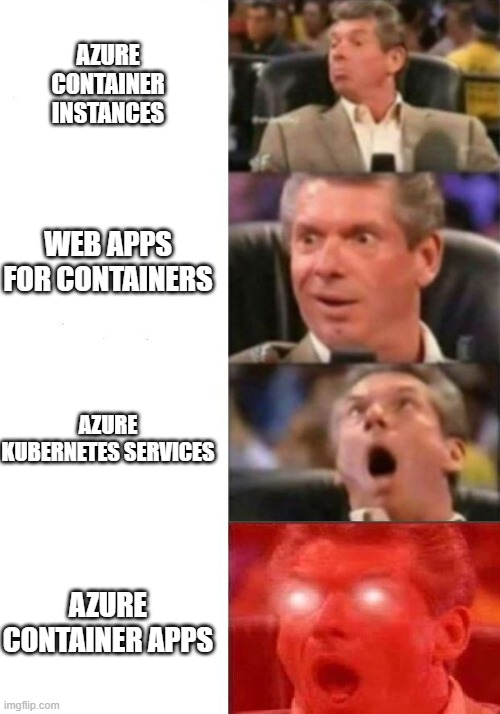 AZURE
CONTAINER
INSTANCES
WEB APPS
FOR CONTAINERS
AZURE
KUBERNETES SERVICES
AZURE
CONTAINER APPS
imgflip.com